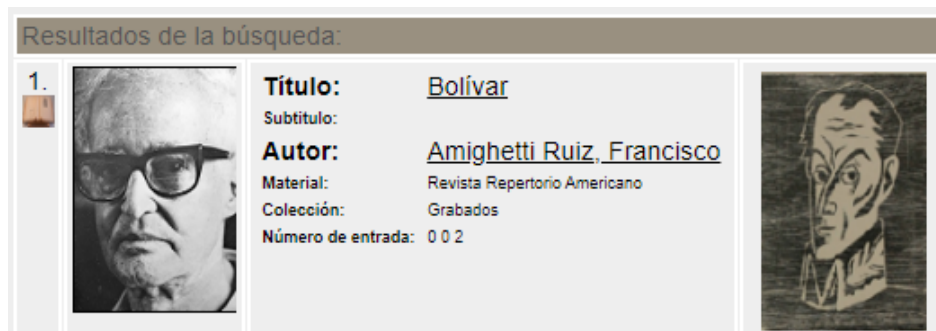 Resultados de la búsqueda:
1.
Título: Bolívar
Subtitulo:
Autor: Amighetti Ruiz, Francisco
Material: Revista Repertorio Americano
Colección: Grabados
Número de entrada: 0 0 2